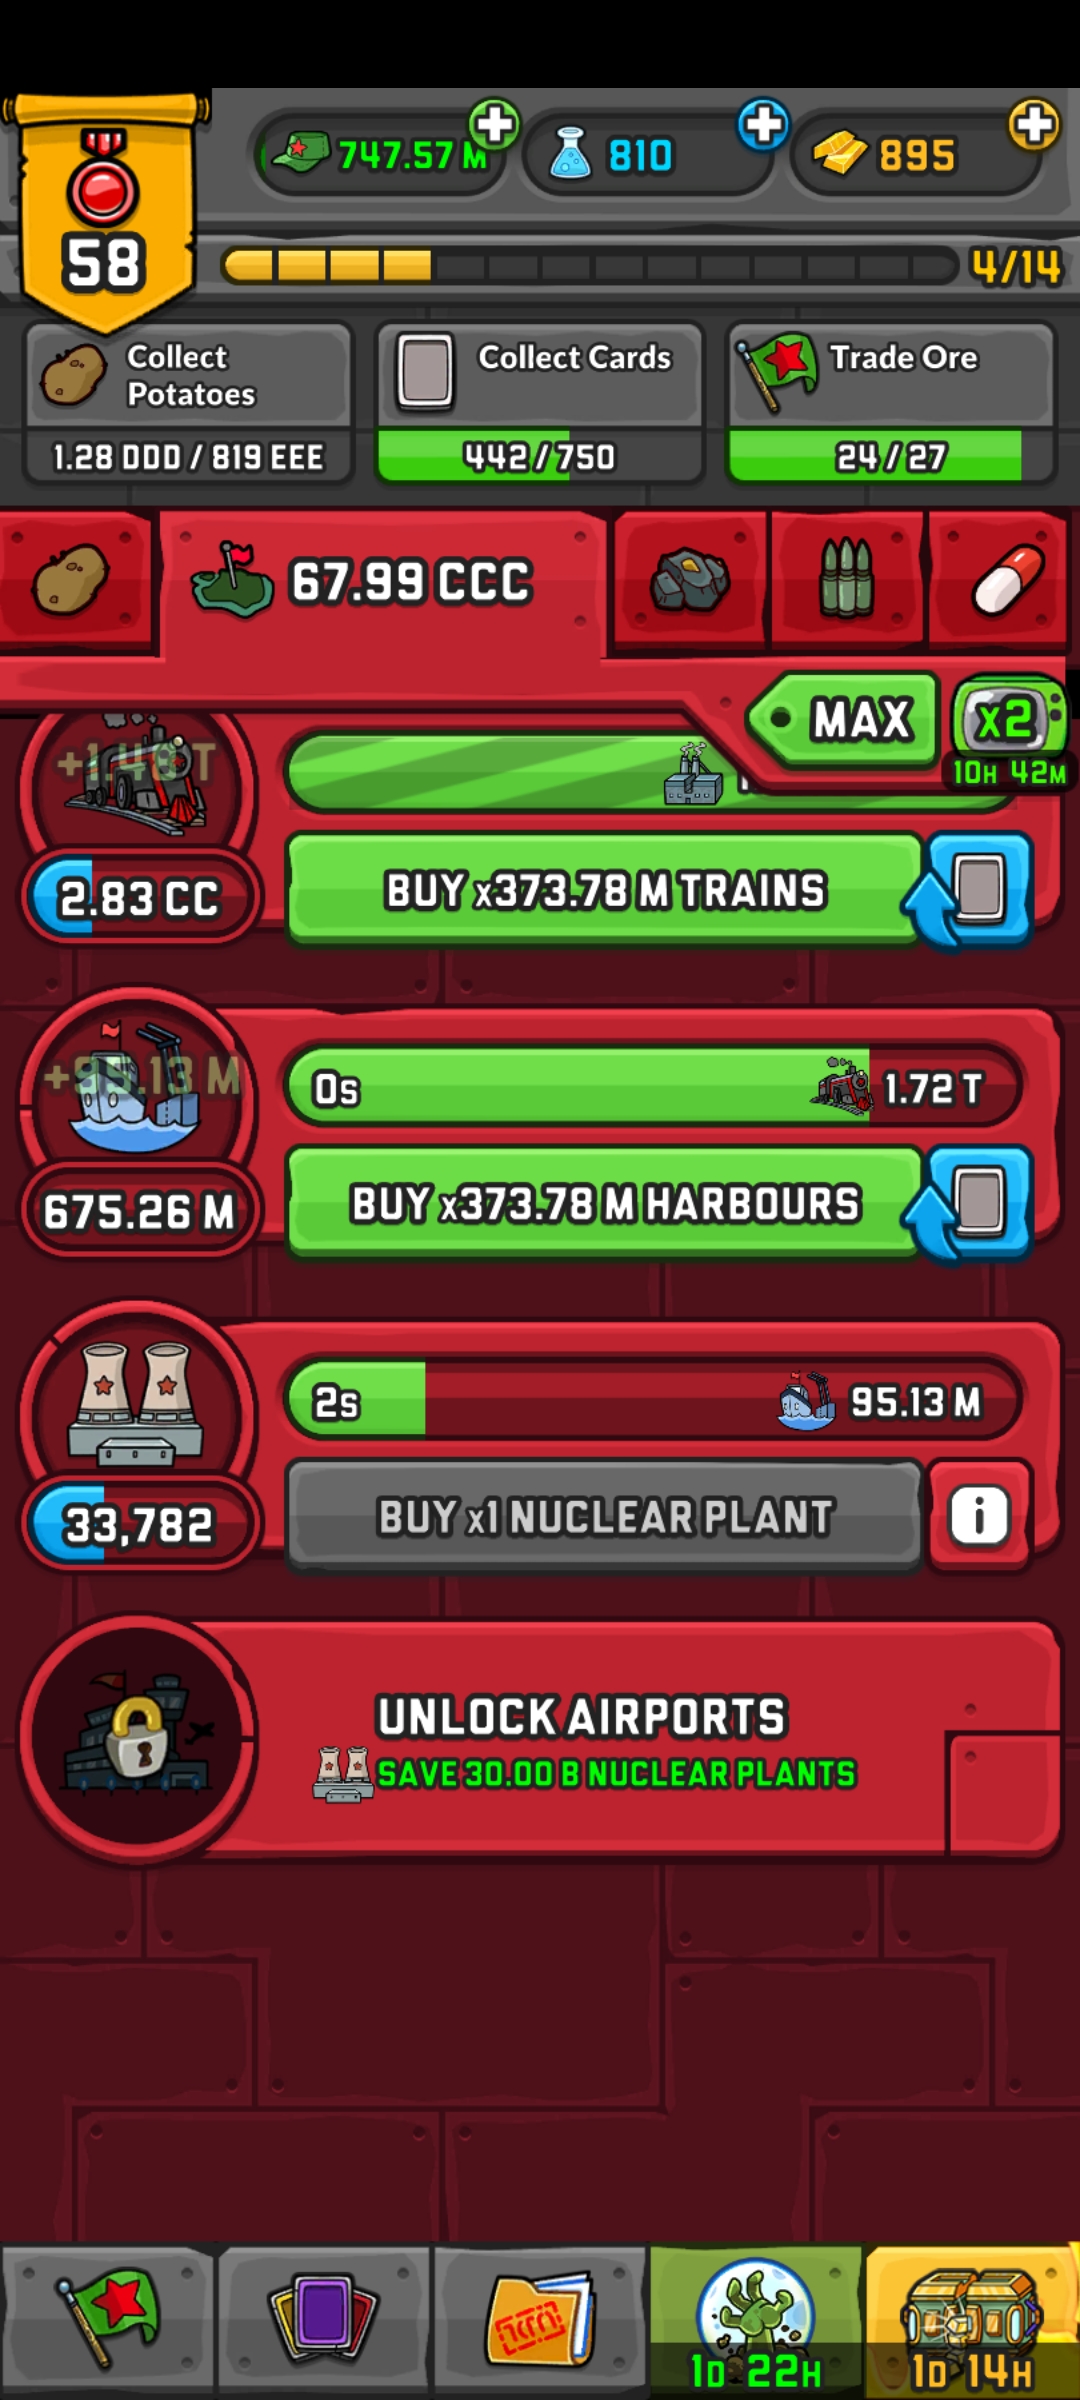 747.57 M
810
895
58
4/14
Collect
Potatoes
Collect Cards
Trade Ore
1.28 DDD / 819 EEE
442/750
24/27
67.99 CCC
MAX
x2
10H 42M
2.83 CC
BUY x373.78 M TRAINS
+95.13 M
0s
1.72 T
675.26 M
BUY x373.78 M HARBOURS
2s
95.13 M
33,782
BUY x1 NUCLEAR PLANT
i
UNLOCK AIRPORTS
SAVE 30.00 B NUCLEAR PLANTS
1D 22H
1D 14H